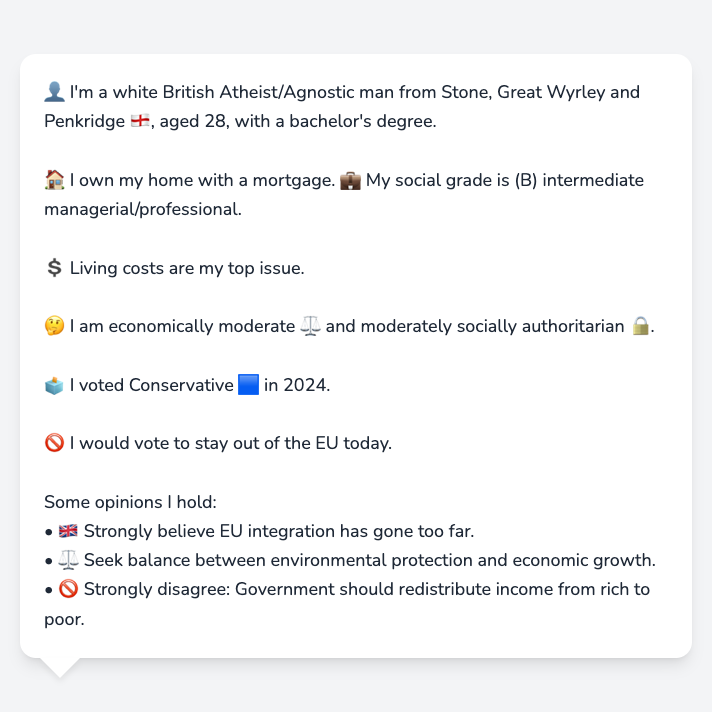 👤 I'm a white British Atheist/Agnostic man from Stone, Great Wyrley and
Penkridge 🏴󠁧󠁢󠁥󠁮󠁧󠁿, aged 28, with a bachelor's degree.
🏠 I own my home with a mortgage. 💼 My social grade is (B) intermediate
managerial/professional.
💲 Living costs are my top issue.
🤔 I am economically moderate ⚖️ and moderately socially authoritarian 🔒.
🗳️ I voted Conservative 🟦 in 2024.
🚫 I would vote to stay out of the EU today.
Some opinions I hold:
• 🇬🇧 Strongly believe EU integration has gone too far.
• ⚖️ Seek balance between environmental protection and economic growth.
• 🚫 Strongly disagree: Government should redistribute income from rich to
poor.